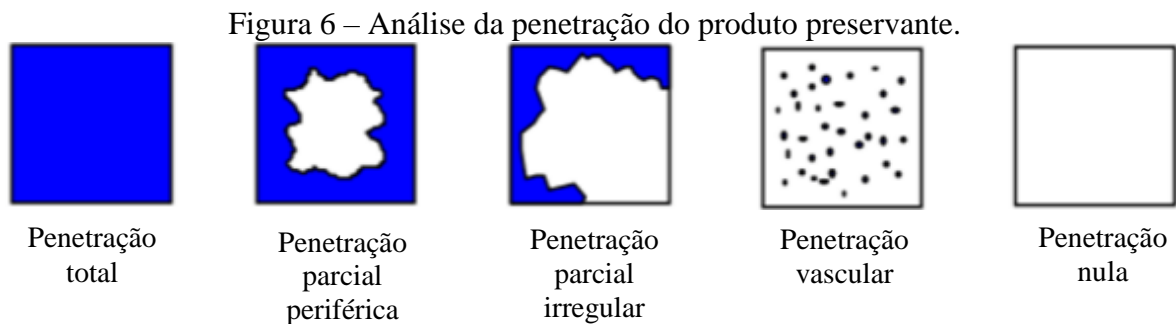 Figura 6 – Análise da penetração do produto preservante.
Penetração
total
Penetração
parcial
periférica
Penetração
parcial
irregular
Penetração
vascular
Penetração
nula